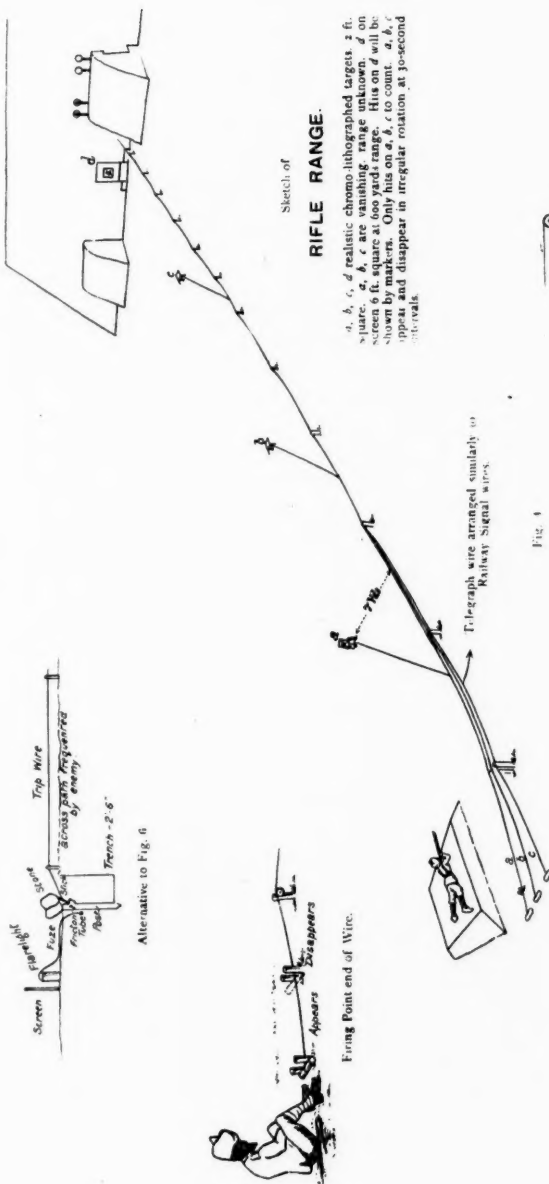 Screen
Flarelight
Fuze
Stone
Stick
Friction
Tube
Post
Trench - 2'6"
Trip Wire
across path frequented
by enemy
Alternative to Fig. 6
Appears
Disappears
Firing Point end of Wire.
Sketch of
RIFLE RANGE.
a, b, c, d realistic chromo-lithographed targets, 2 ft.
square. a, b, c are vanishing, range unknown. d on
screen 6 ft. square at 600 yards range. Hits on d will be
shown by markers. Only hits on a, b, c to count. a, b, c
appear and disappear in irregular rotation at 30-second
intervals.
d
c
b
a
Telegraph wire arranged similarly to
Railway Signal wires.
a
b
c
Fig. 4